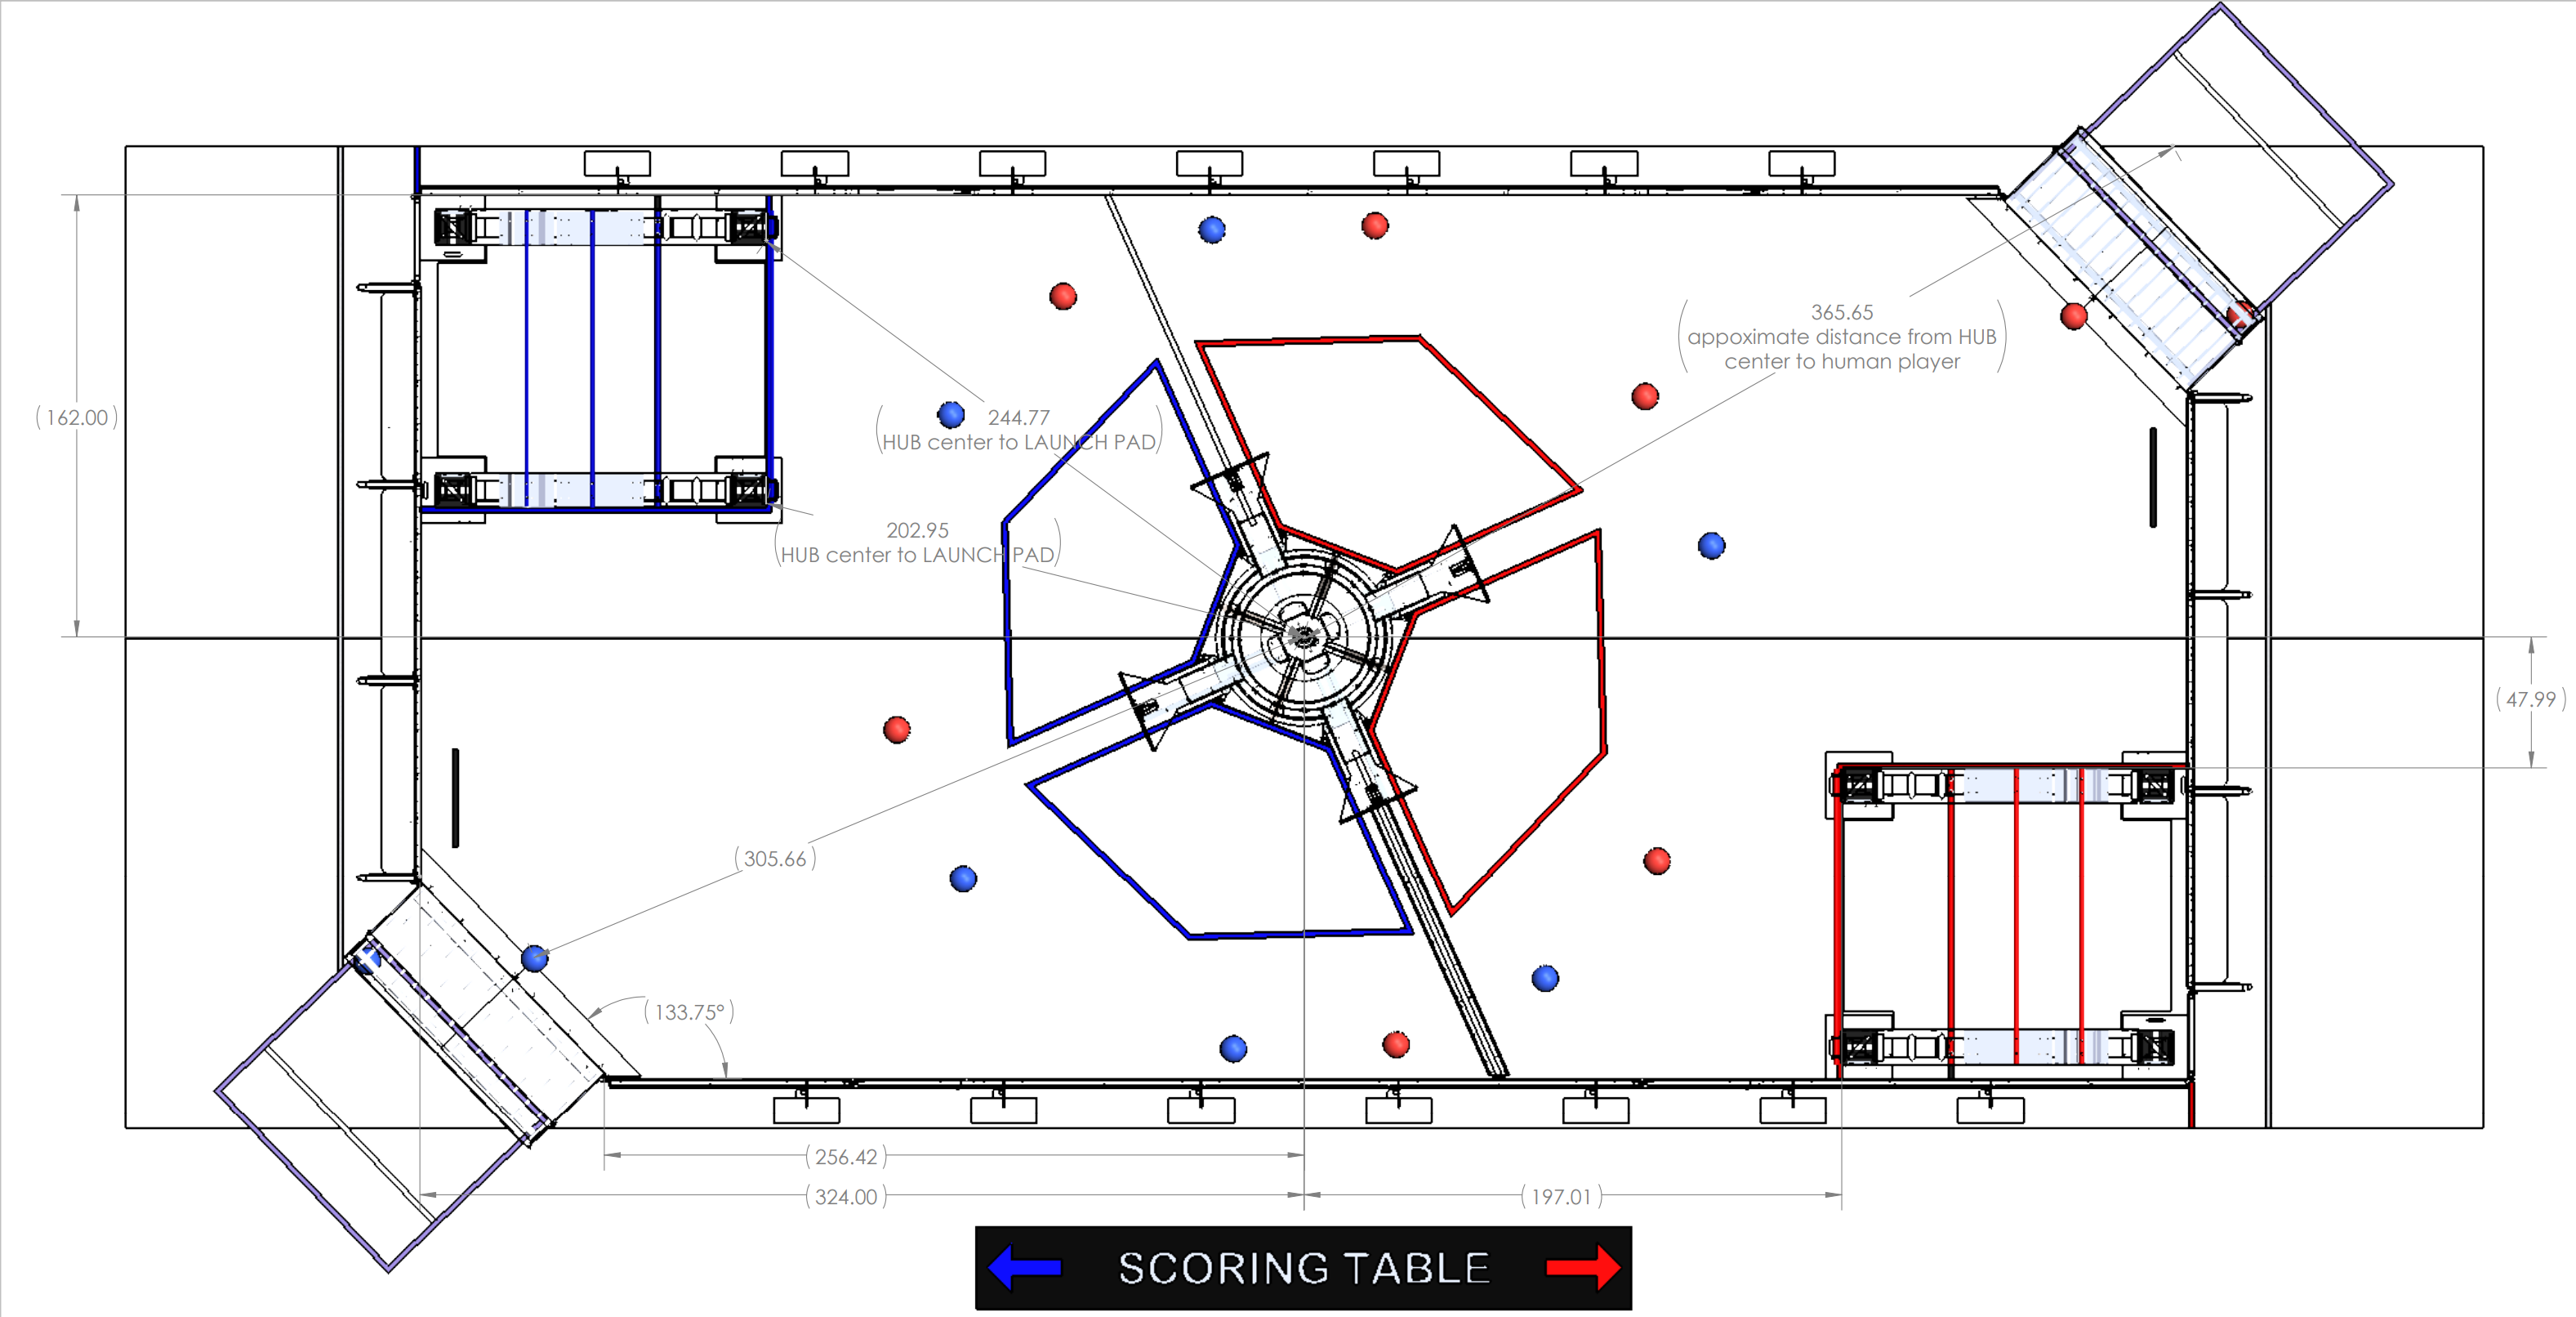 (162.00)
365.65
appoximate distance from HUB
center to human player
244.77
HUB center to LAUNCH PAD
202.95
HUB center to LAUNCH PAD
(47.99)
(305.66)
(133.75°)
(256.42)
(324.00)
(197.01)
SCORING TABLE